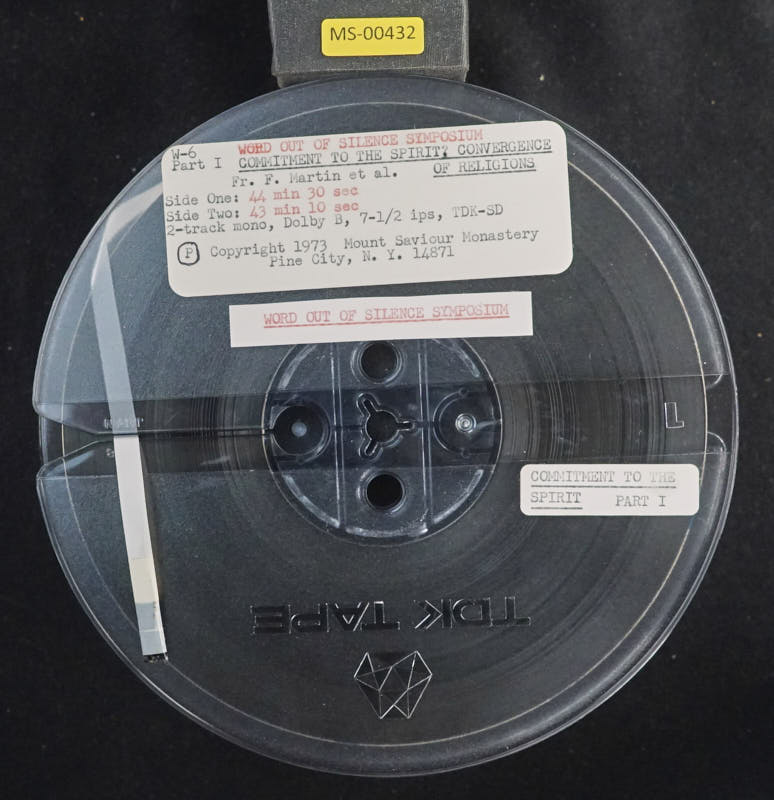 MS-00432
W-6 WORD OUT OF SILENCE SYMPOSIUM
Part I COMMITMENT TO THE SPIRIT? CONVERGENCE
Fr. F. Martin et al. OF RELIGIONS
Side One: 44 min 30 sec
Side Two: 43 min 10 sec
2-track mono, Dolby B, 7-1/2 ips, TDK-SD
Ⓟ Copyright 1973 Mount Saviour Monastery
Pine City, N. Y. 14871
WORD OUT OF SILENCE SYMPOSIUM
1
COMMITMENT TO THE
SPIRIT PART I
TDK TAPE